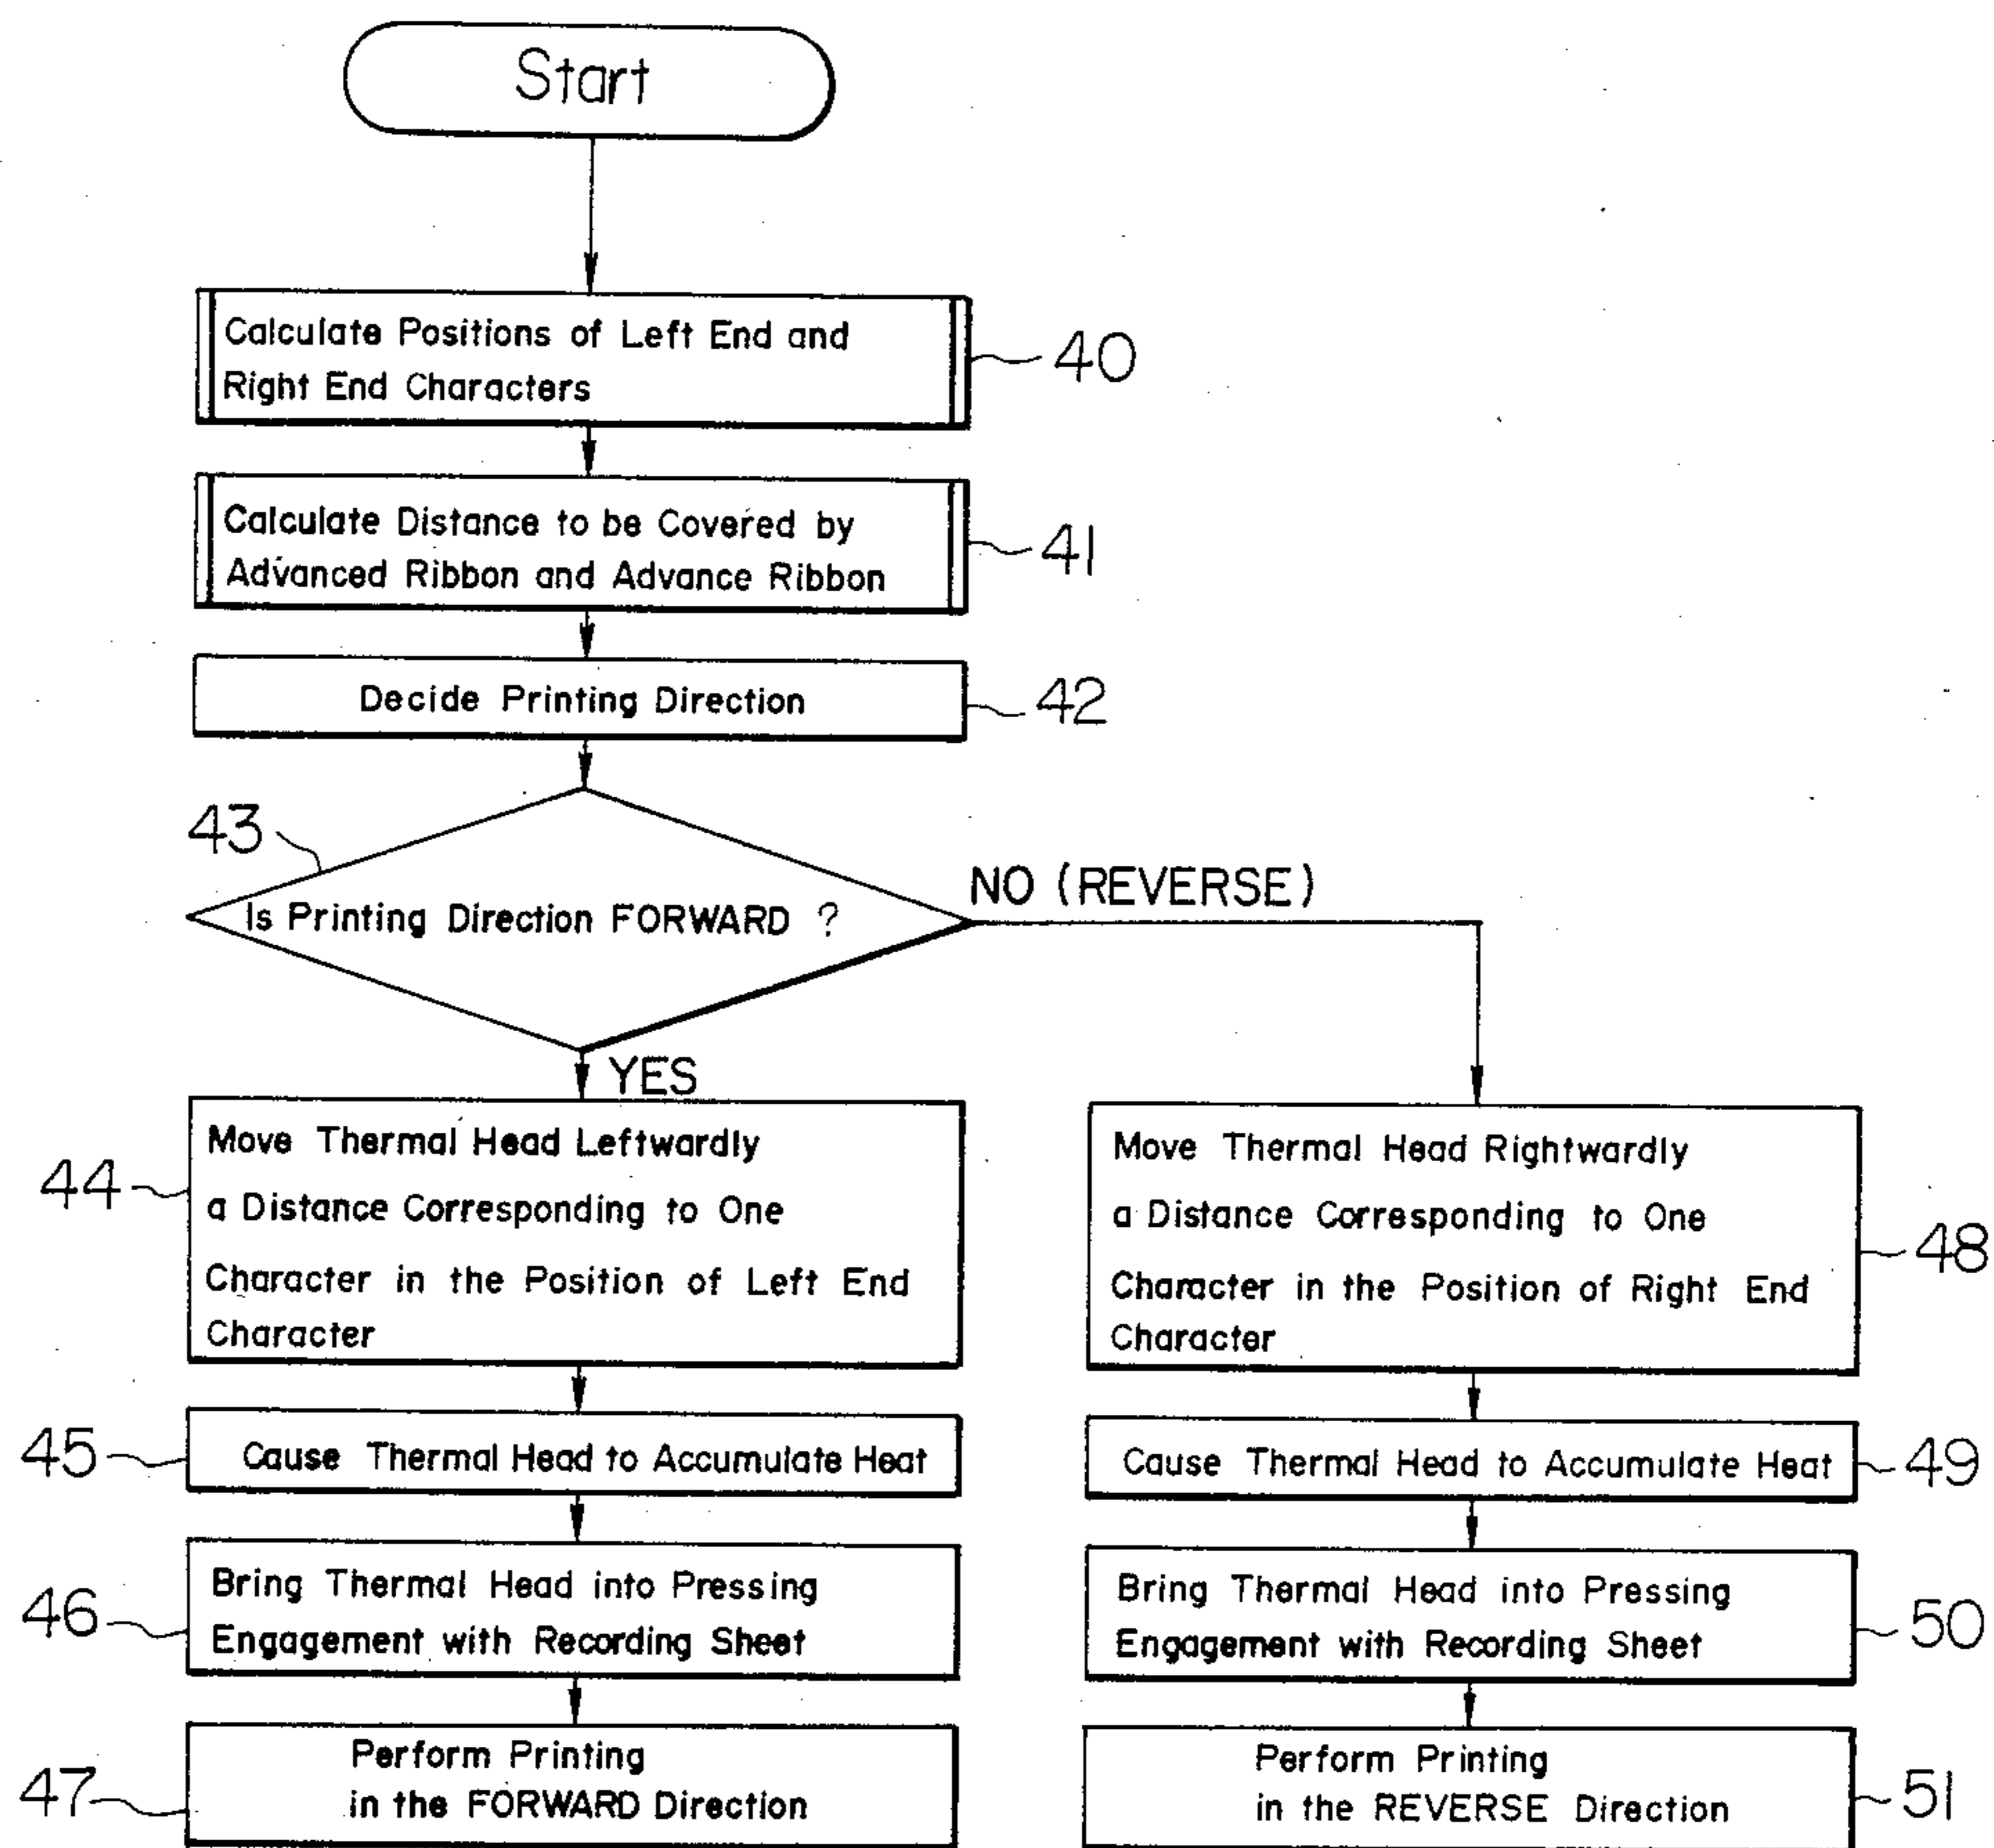 Start
Calculate Positions of Left End and
Right End Characters
40
Calculate Distance to be Covered by
Advanced Ribbon and Advance Ribbon
41
Decide Printing Direction
42
43
Is Printing Direction FORWARD ?
NO (REVERSE)
YES
44
Move Thermal Head Leftwardly
a Distance Corresponding to One
Character in the Position of Left End
Character
Move Thermal Head Rightwardly
a Distance Corresponding to One
Character in the Position of Right End
Character
48
45
Cause Thermal Head to Accumulate Heat
Cause Thermal Head to Accumulate Heat
49
46
Bring Thermal Head into Pressing
Engagement with Recording Sheet
Bring Thermal Head into Pressing
Engagement with Recording Sheet
50
47
Perform Printing
in the FORWARD Direction
Perform Printing
in the REVERSE Direction
51